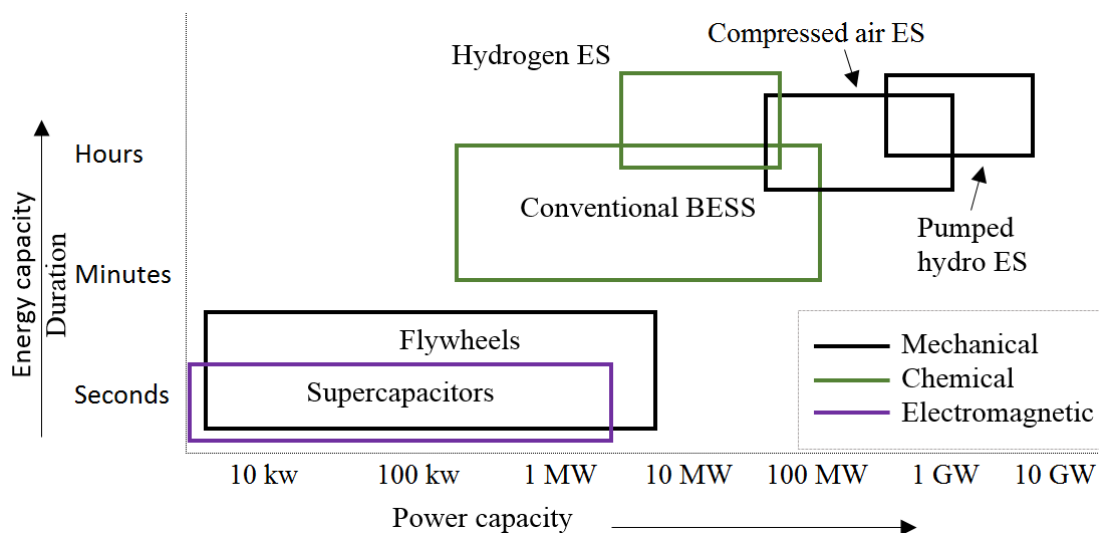 Compressed air ES
Hydrogen ES
Hours
Conventional BESS
Pumped
hydro ES
Energy capacity
Duration
Minutes
Flywheels
Mechanical
Supercapacitors
Chemical
Seconds
Electromagnetic
10 kw
100 kw
1 MW
10 MW
100 MW
1 GW
10 GW
Power capacity